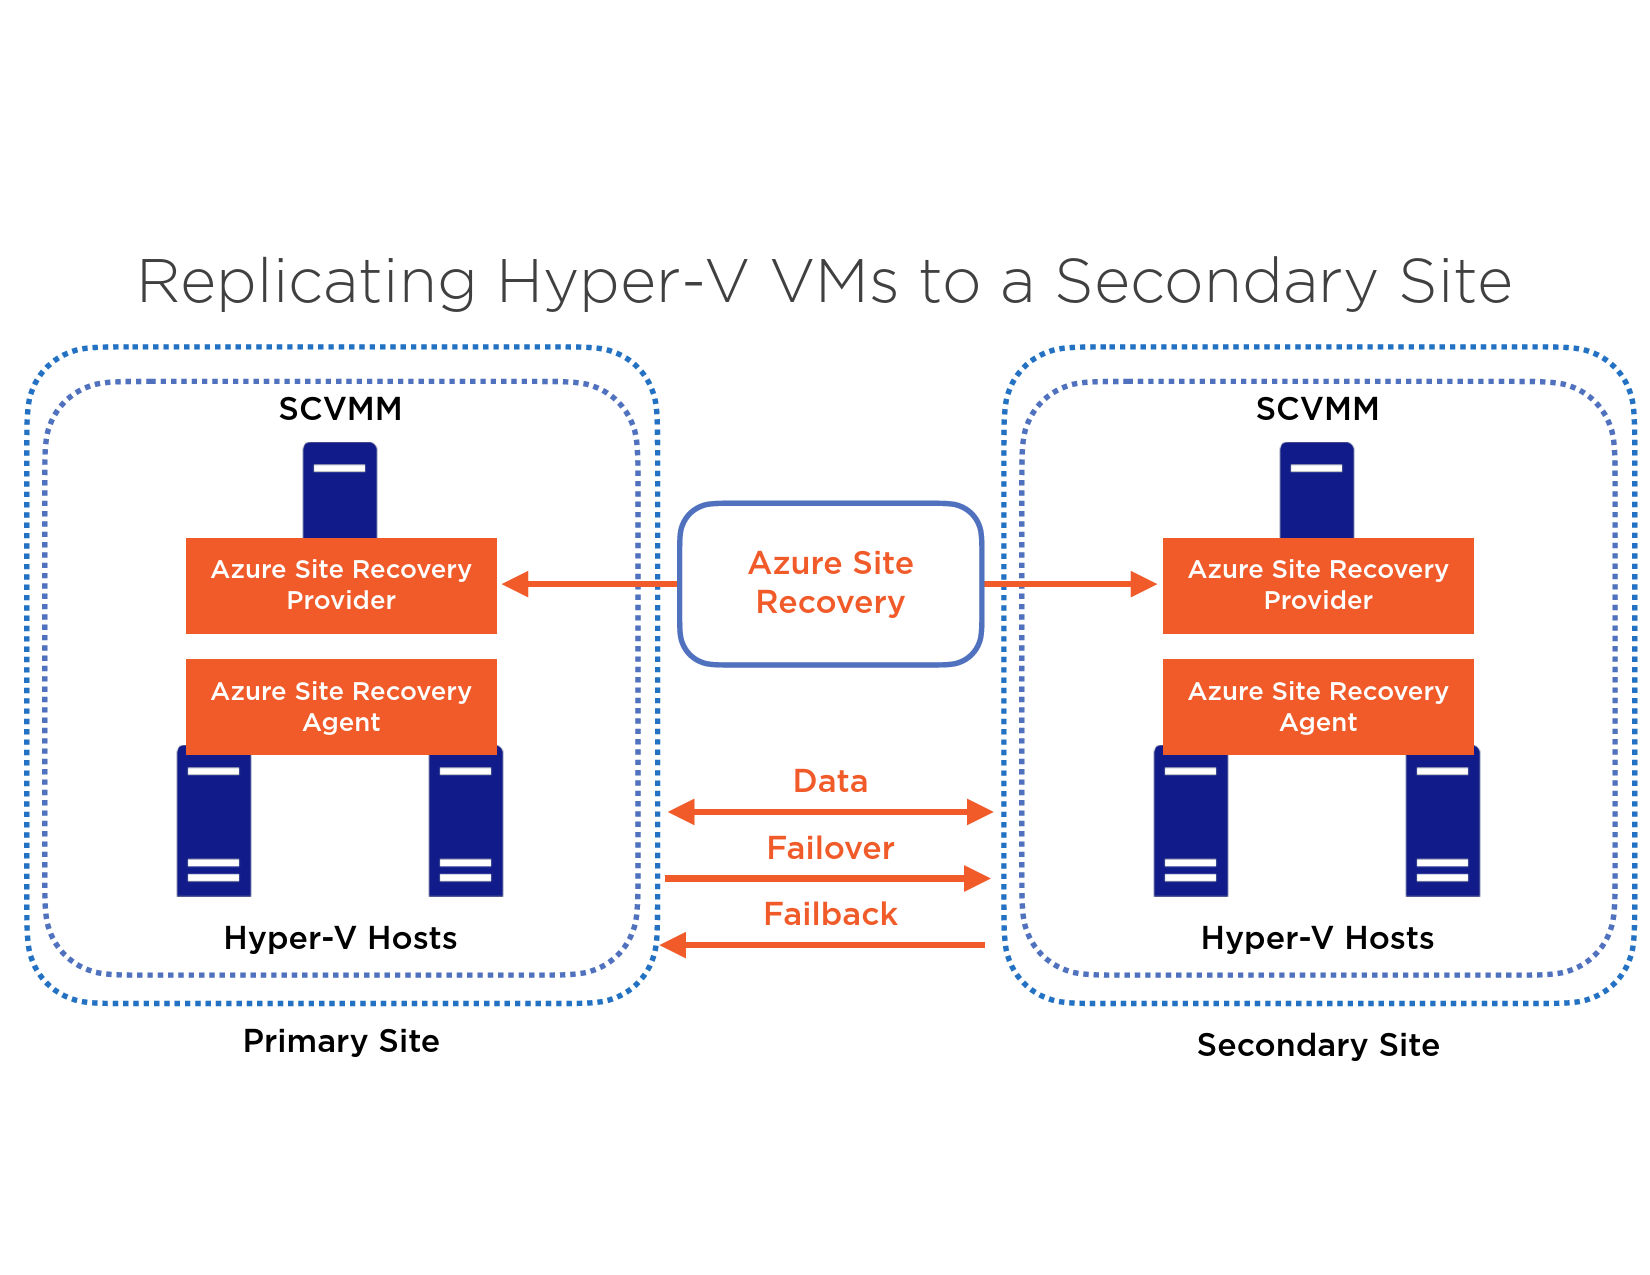 Replicating Hyper-V VMs to a Secondary Site
SCVMM
Azure Site Recovery
Provider
Azure Site Recovery
Agent
Hyper-V Hosts
Primary Site
Azure Site
Recovery
Data
Failover
Failback
SCVMM
Azure Site Recovery
Provider
Azure Site Recovery
Agent
Hyper-V Hosts
Secondary Site